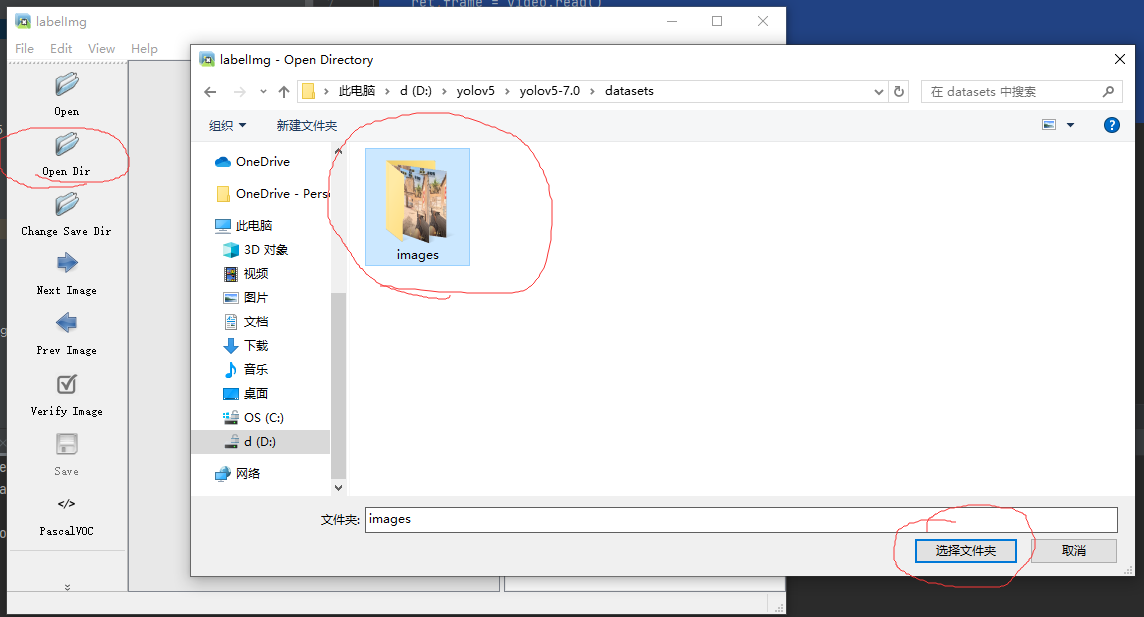 ret,frame = video.read()
labelImg
File Edit View Help
Open
Open Dir
Change Save Dir
Next Image
Prev Image
Verify Image
Save
</>
PascalVOC
labelImg - Open Directory
此电脑 › d (D:) › yolov5 › yolov5-7.0 › datasets
在 datasets 中搜索
组织 新建文件夹
OneDrive
OneDrive - Pers
此电脑
3D 对象
视频
图片
文档
下载
音乐
桌面
OS (C:)
d (D:)
网络
images
文件夹: images
选择文件夹 取消